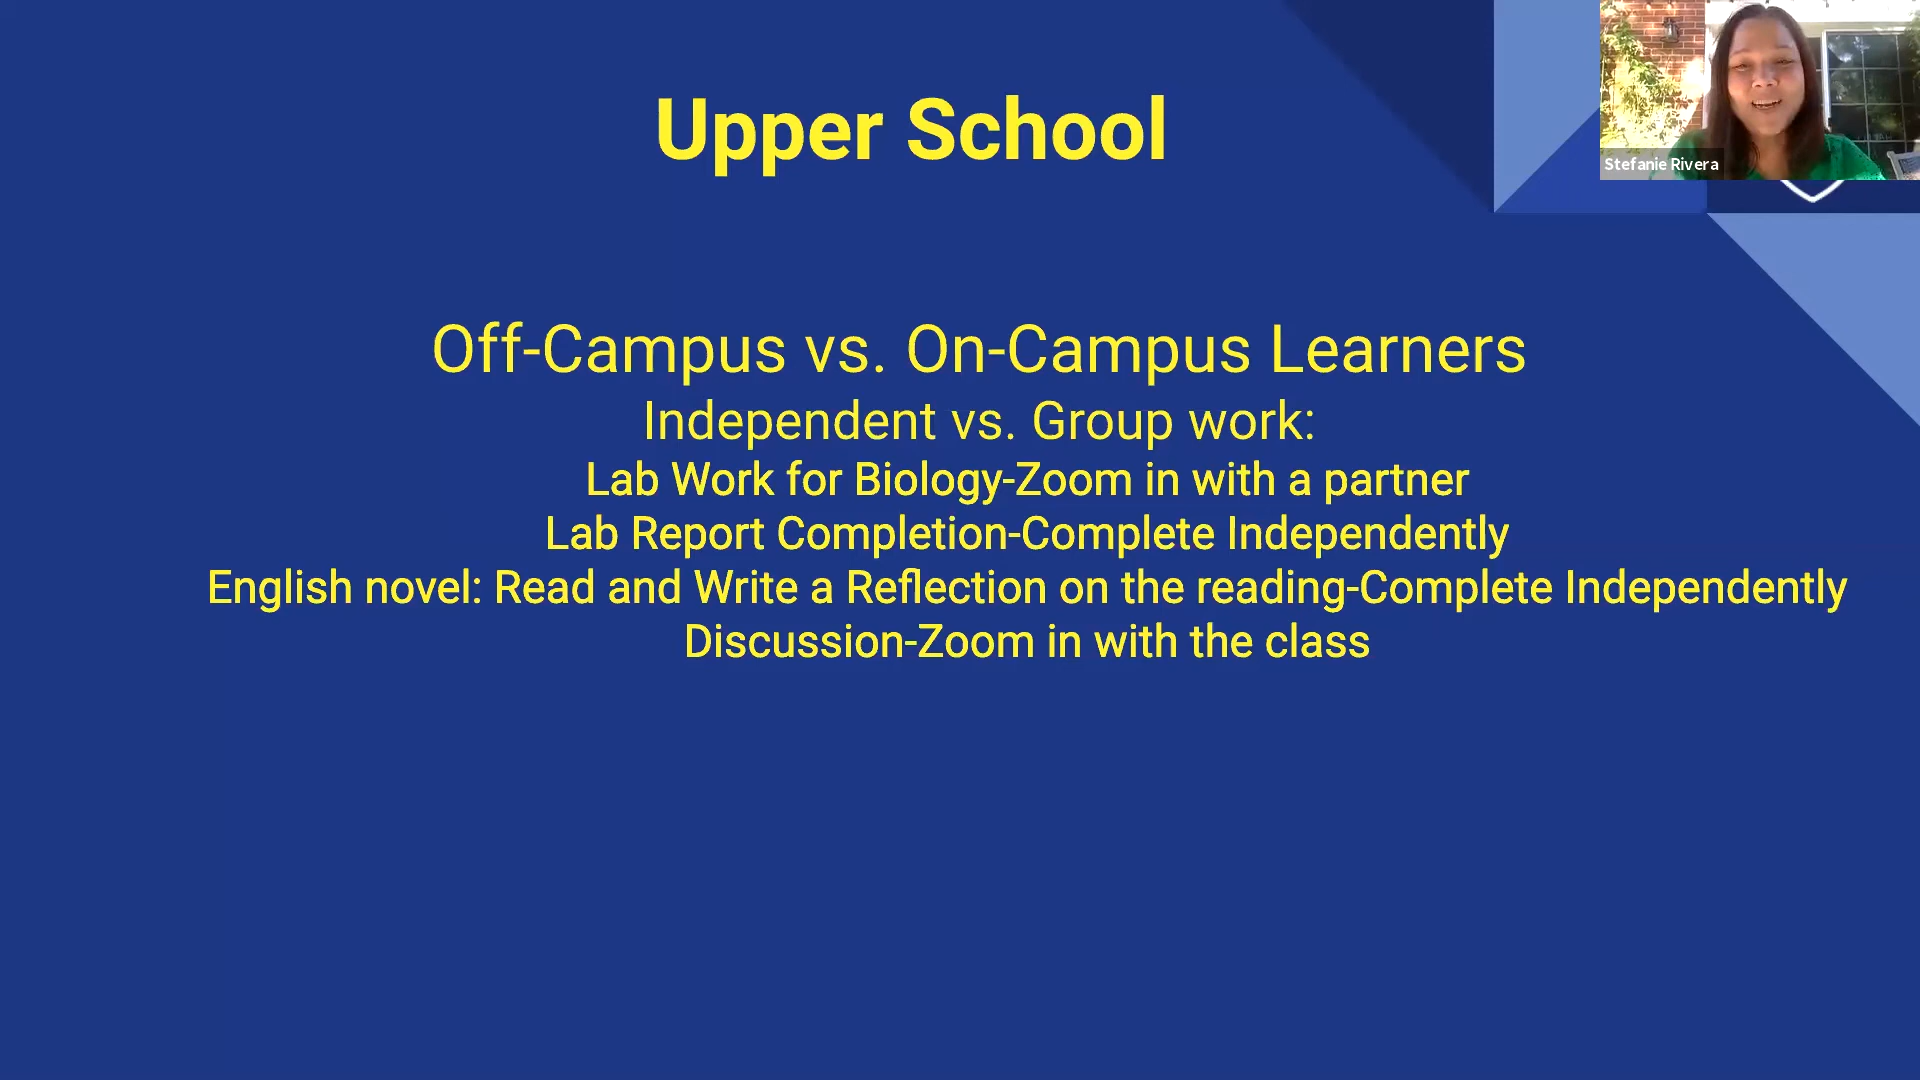 Upper School
Stefanie Rivera
Off-Campus vs. On-Campus Learners
Independent vs. Group work:
Lab Work for Biology-Zoom in with a partner
Lab Report Completion-Complete Independently
English novel: Read and Write a Reflection on the reading-Complete Independently
Discussion-Zoom in with the class